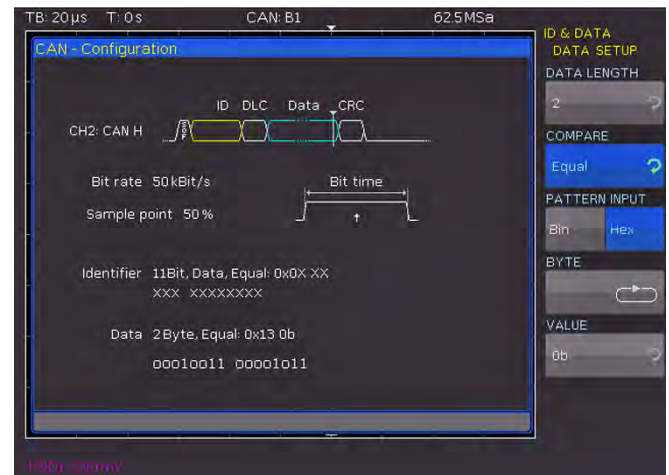 TB: 20µs T: 0s CAN: B1 62.5MSa
CAN - Configuration
ID DLC Data CRC
SOF
CH2: CAN H
Bit rate 50kBit/s
Bit time
Sample point 50%
Identifier 11Bit, Data, Equal: 0x0X XX
XXX XXXXXXXX
Data 2Byte, Equal: 0x13 0b
00010011 00001011
ID & DATA
DATA SETUP
DATA LENGTH
2
COMPARE
Equal
PATTERN INPUT
Bin Hex
BYTE
VALUE
0b